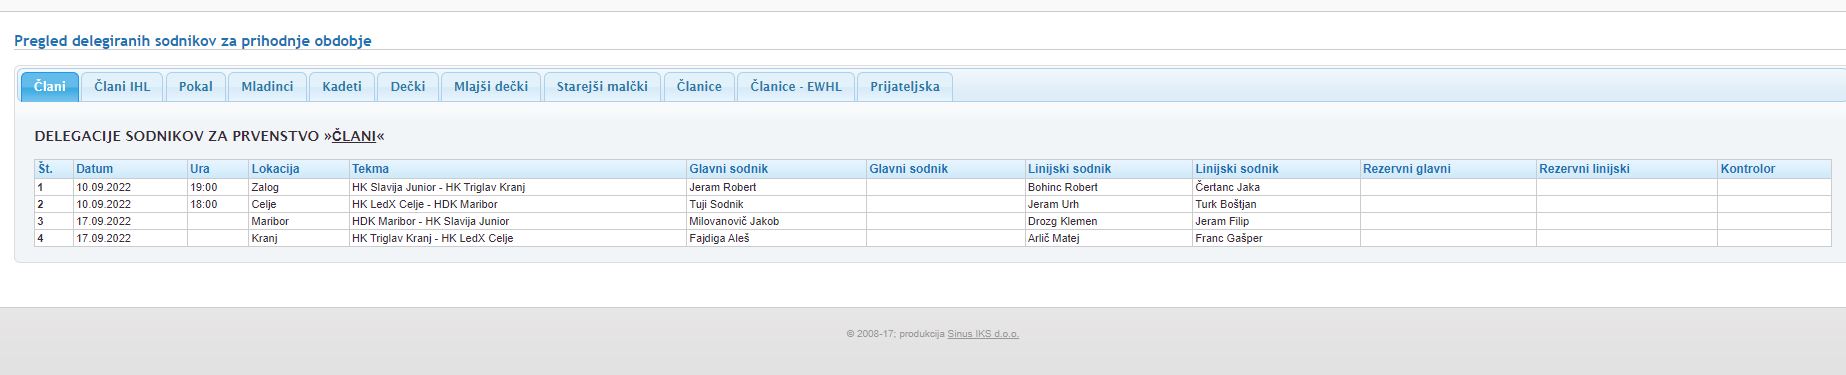 Pregled delegiranih sodnikov za prihodnje obdobje
Člani Člani IHL Pokal Mladinci Kadeti Dečki Mlajši dečki Starejši malčki Članice Članice - EWHL Prijateljska
DELEGACIJE SODNIKOV ZA PRVENSTVO »ČLANI«
Št. Datum Ura Lokacija Tekma Glavni sodnik Glavni sodnik Linijski sodnik Linijski sodnik Rezervni glavni Rezervni linijski Kontrolor
1 10.09.2022 19:00 Zalog HK Slavija Junior - HK Triglav Kranj Jeram Robert Bohinc Robert Čertanc Jaka
2 10.09.2022 18:00 Celje HK LedX Celje - HDK Maribor Tuji Sodnik Jeram Urh Turk Boštjan
3 17.09.2022 Maribor HDK Maribor - HK Slavija Junior Milovanovič Jakob Drozg Klemen Jeram Filip
4 17.09.2022 Kranj HK Triglav Kranj - HK LedX Celje Fajdiga Aleš Arlič Matej Franc Gašper
© 2008-17; produkcija Sinus IKS d.o.o.